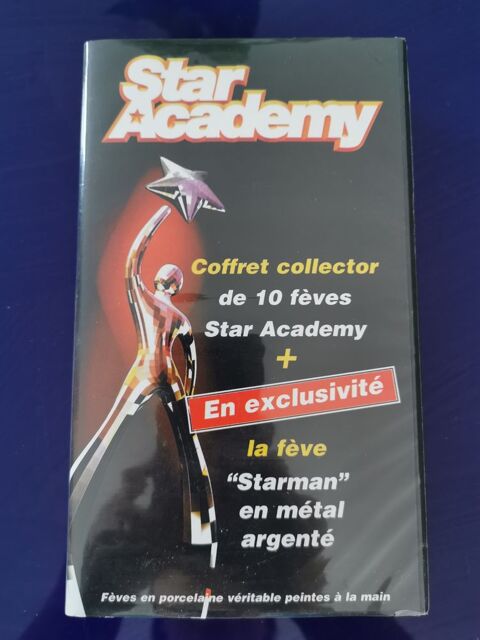 Star
Academy
Coffret collector
de 10 fèves
Star Academy
+
En exclusivité
la fève
“Starman”
en métal
argenté
Fèves en porcelaine véritable peintes à la main